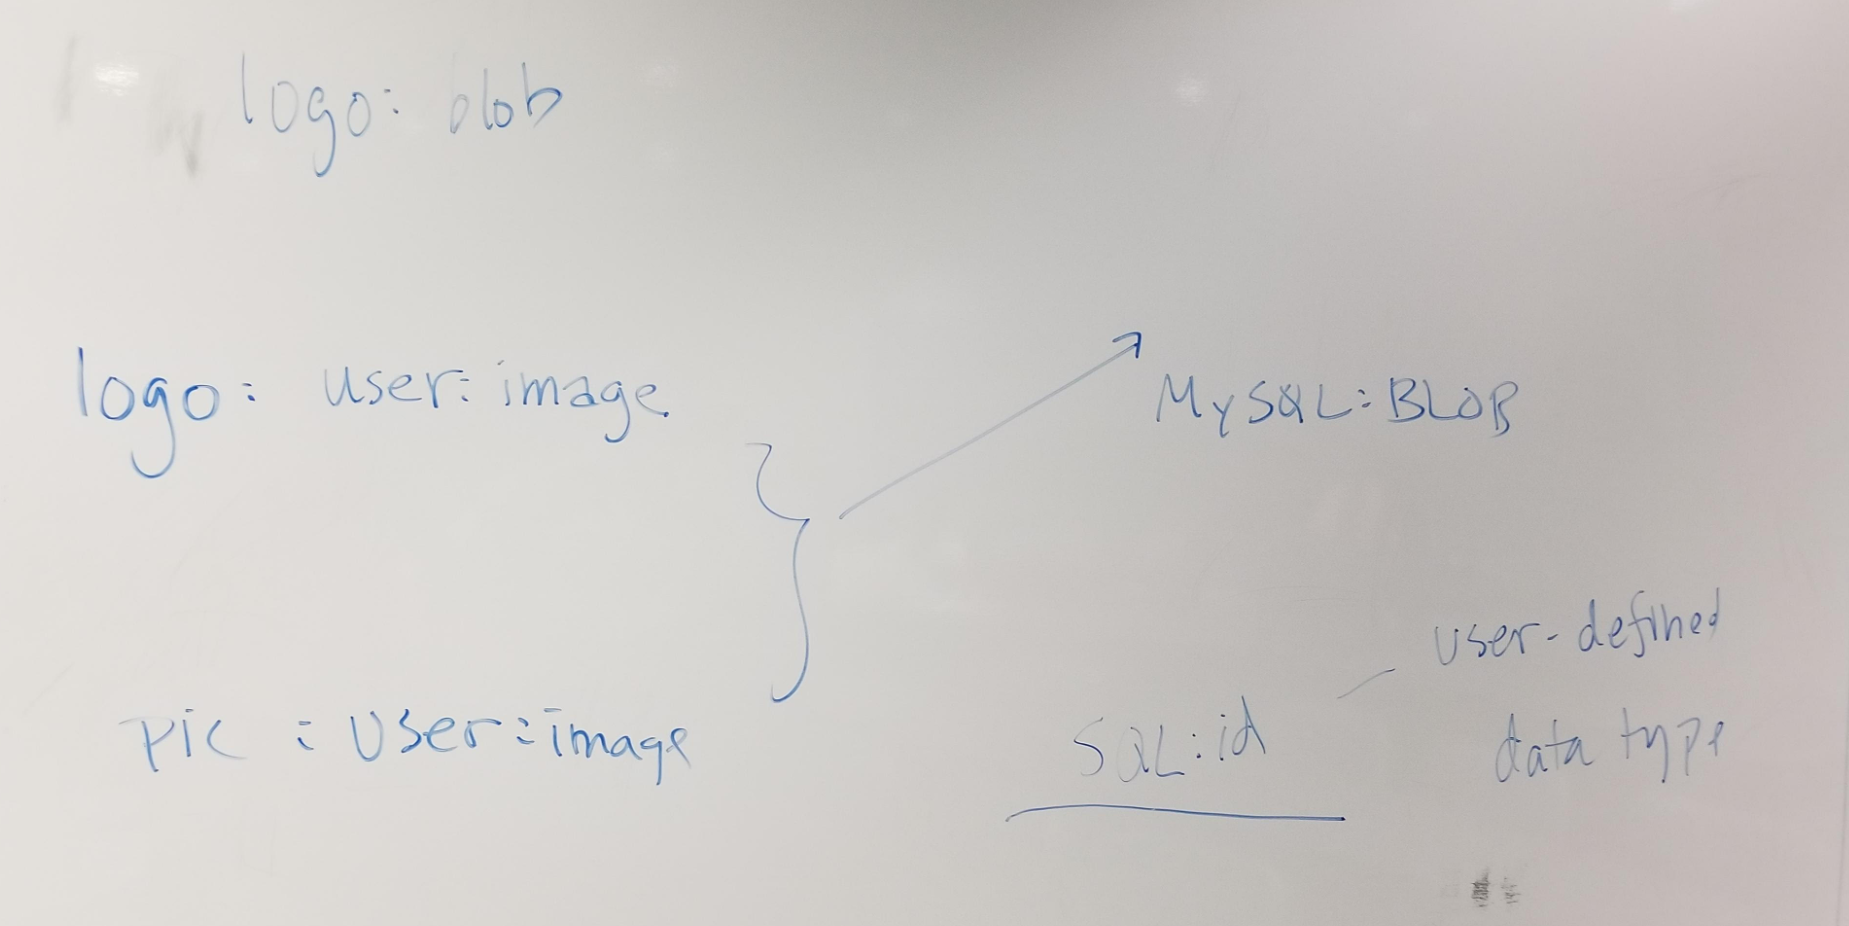 logo: blob
logo: user:image
MySQL:BLOB
user-defined
data type
SQL:id
pic : User:image